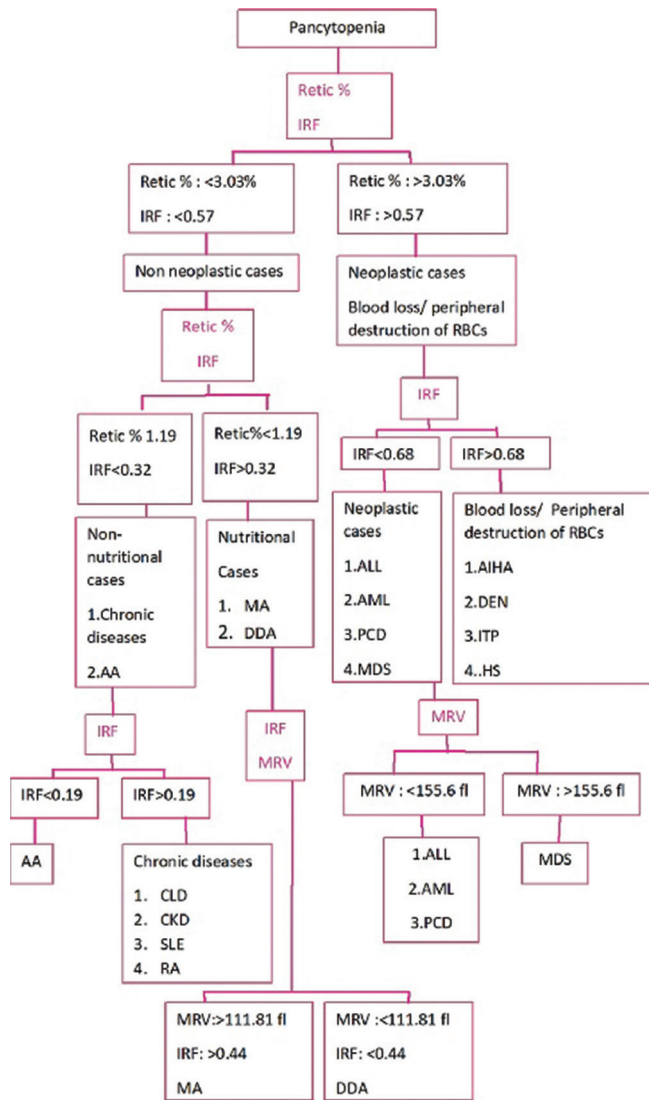 Pancytopenia
Retic %
IRF
Retic % : <3.03%
IRF : <0.57
Retic % : >3.03%
IRF : >0.57
Non neoplastic cases
Neoplastic cases
Blood loss/ peripheral
destruction of RBCs
Retic %
IRF
IRF
Retic % 1.19
IRF<0.32
Retic%<1.19
IRF>0.32
IRF<0.68
IRF>0.68
Non-
nutritional
cases
1.Chronic
diseases
2.AA
Nutritional
Cases
1. MA
2. DDA
Neoplastic
cases
1.ALL
2.AML
3.PCD
4.MDS
Blood loss/ Peripheral
destruction of RBCs
1.AIHA
2.DEN
3.ITP
4..HS
IRF
IRF
MRV
MRV
IRF<0.19
IRF>0.19
MRV : <155.6 fl
MRV : >155.6 fl
AA
Chronic diseases
1. CLD
2. CKD
3. SLE
4. RA
1.ALL
2.AML
3.PCD
MDS
MRV:>111.81 fl
IRF: >0.44
MA
MRV :<111.81 fl
IRF: <0.44
DDA